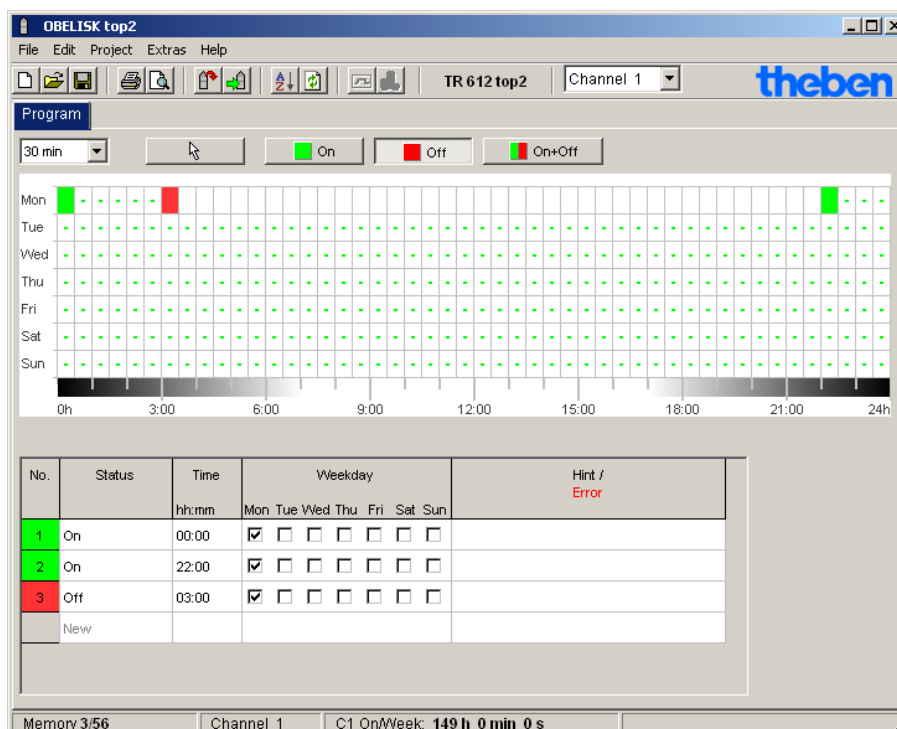 OBELISK top2
File Edit Project Extras Help
TR 612 top2 Channel 1 theben
Program
30 min On Off On+Off
Mon
Tue
Wed
Thu
Fri
Sat
Sun
0h 3:00 6:00 9:00 12:00 15:00 18:00 21:00 24h
No. Status Time Weekday Hint /
Error
hh:mm Mon Tue Wed Thu Fri Sat Sun
1 On 00:00
2 On 22:00
3 Off 03:00
New
Memory 3/56 Channel 1 C1 On/Week: 149 h 0 min 0 s